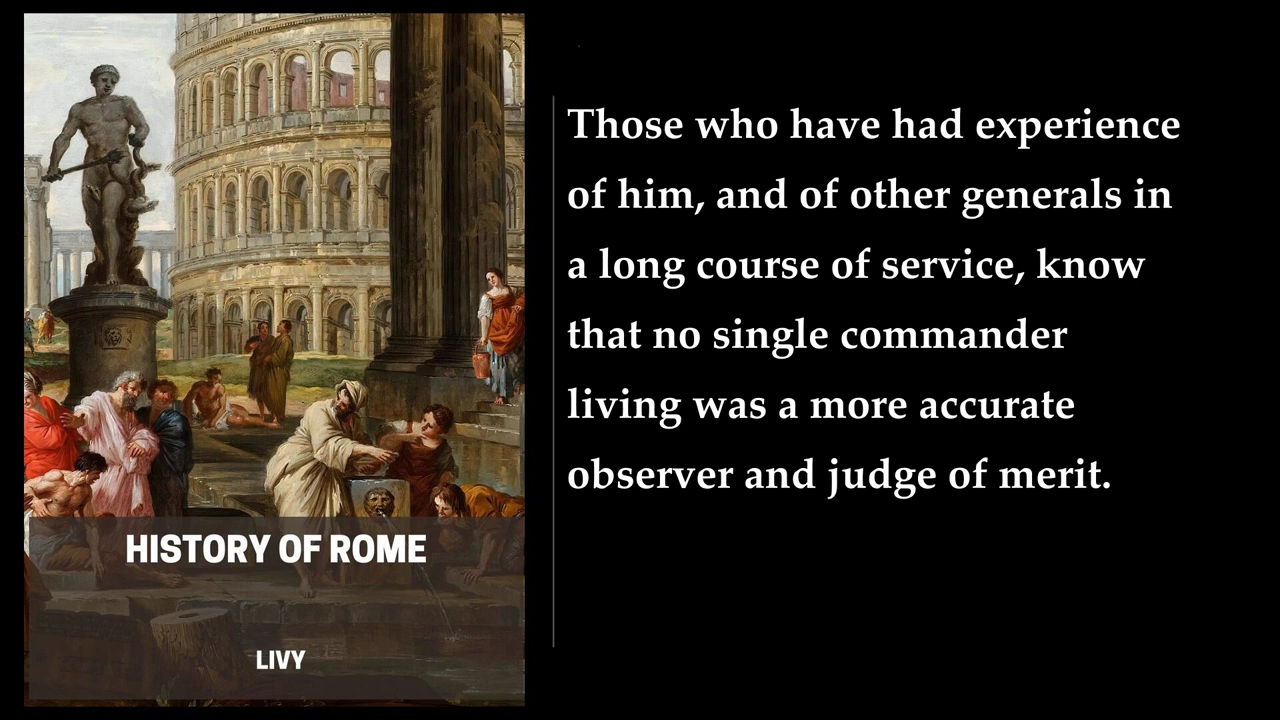 HISTORY OF ROME
LIVY
Those who have had experience
of him, and of other generals in
a long course of service, know
that no single commander
living was a more accurate
observer and judge of merit.